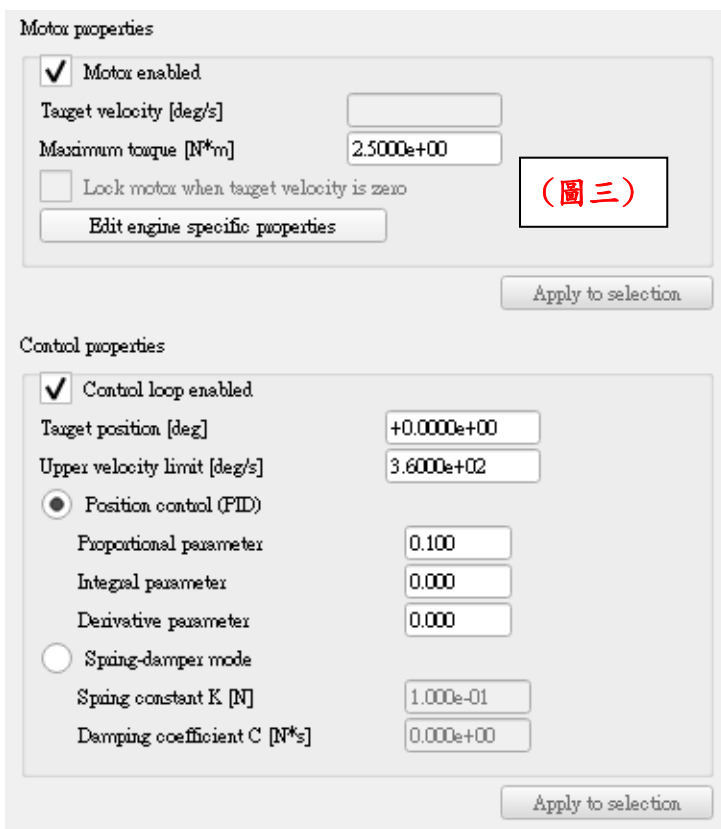 Motor properties
Motor enabled
Target velocity [deg/s]
Maximum torque [N*m] 2.5000e+00
Lock motor when target velocity is zero
(圖三)
Edit engine specific properties
Apply to selection
Control properties
Control loop enabled
Target position [deg] +0.0000e+00
Upper velocity limit [deg/s] 3.6000e+02
Position control (PID)
Proportional parameter 0.100
Integral parameter 0.000
Derivative parameter 0.000
Spring-damper mode
Spring constant K [N] 1.000e-01
Damping coefficient C [N*s] 0.000e+00
Apply to selection